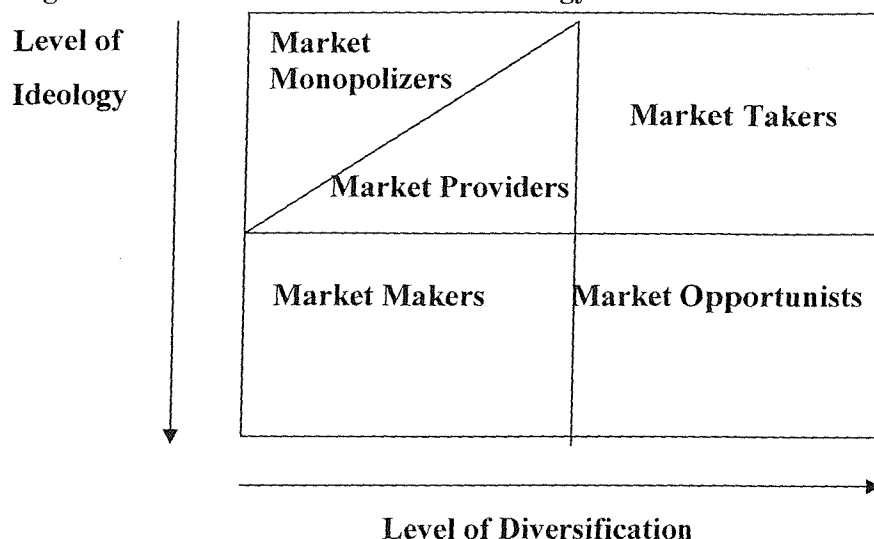 Level of
Ideology
Market
Monopolizers
Market Takers
Market Providers
Market Makers
Market Opportunists
Level of Diversification